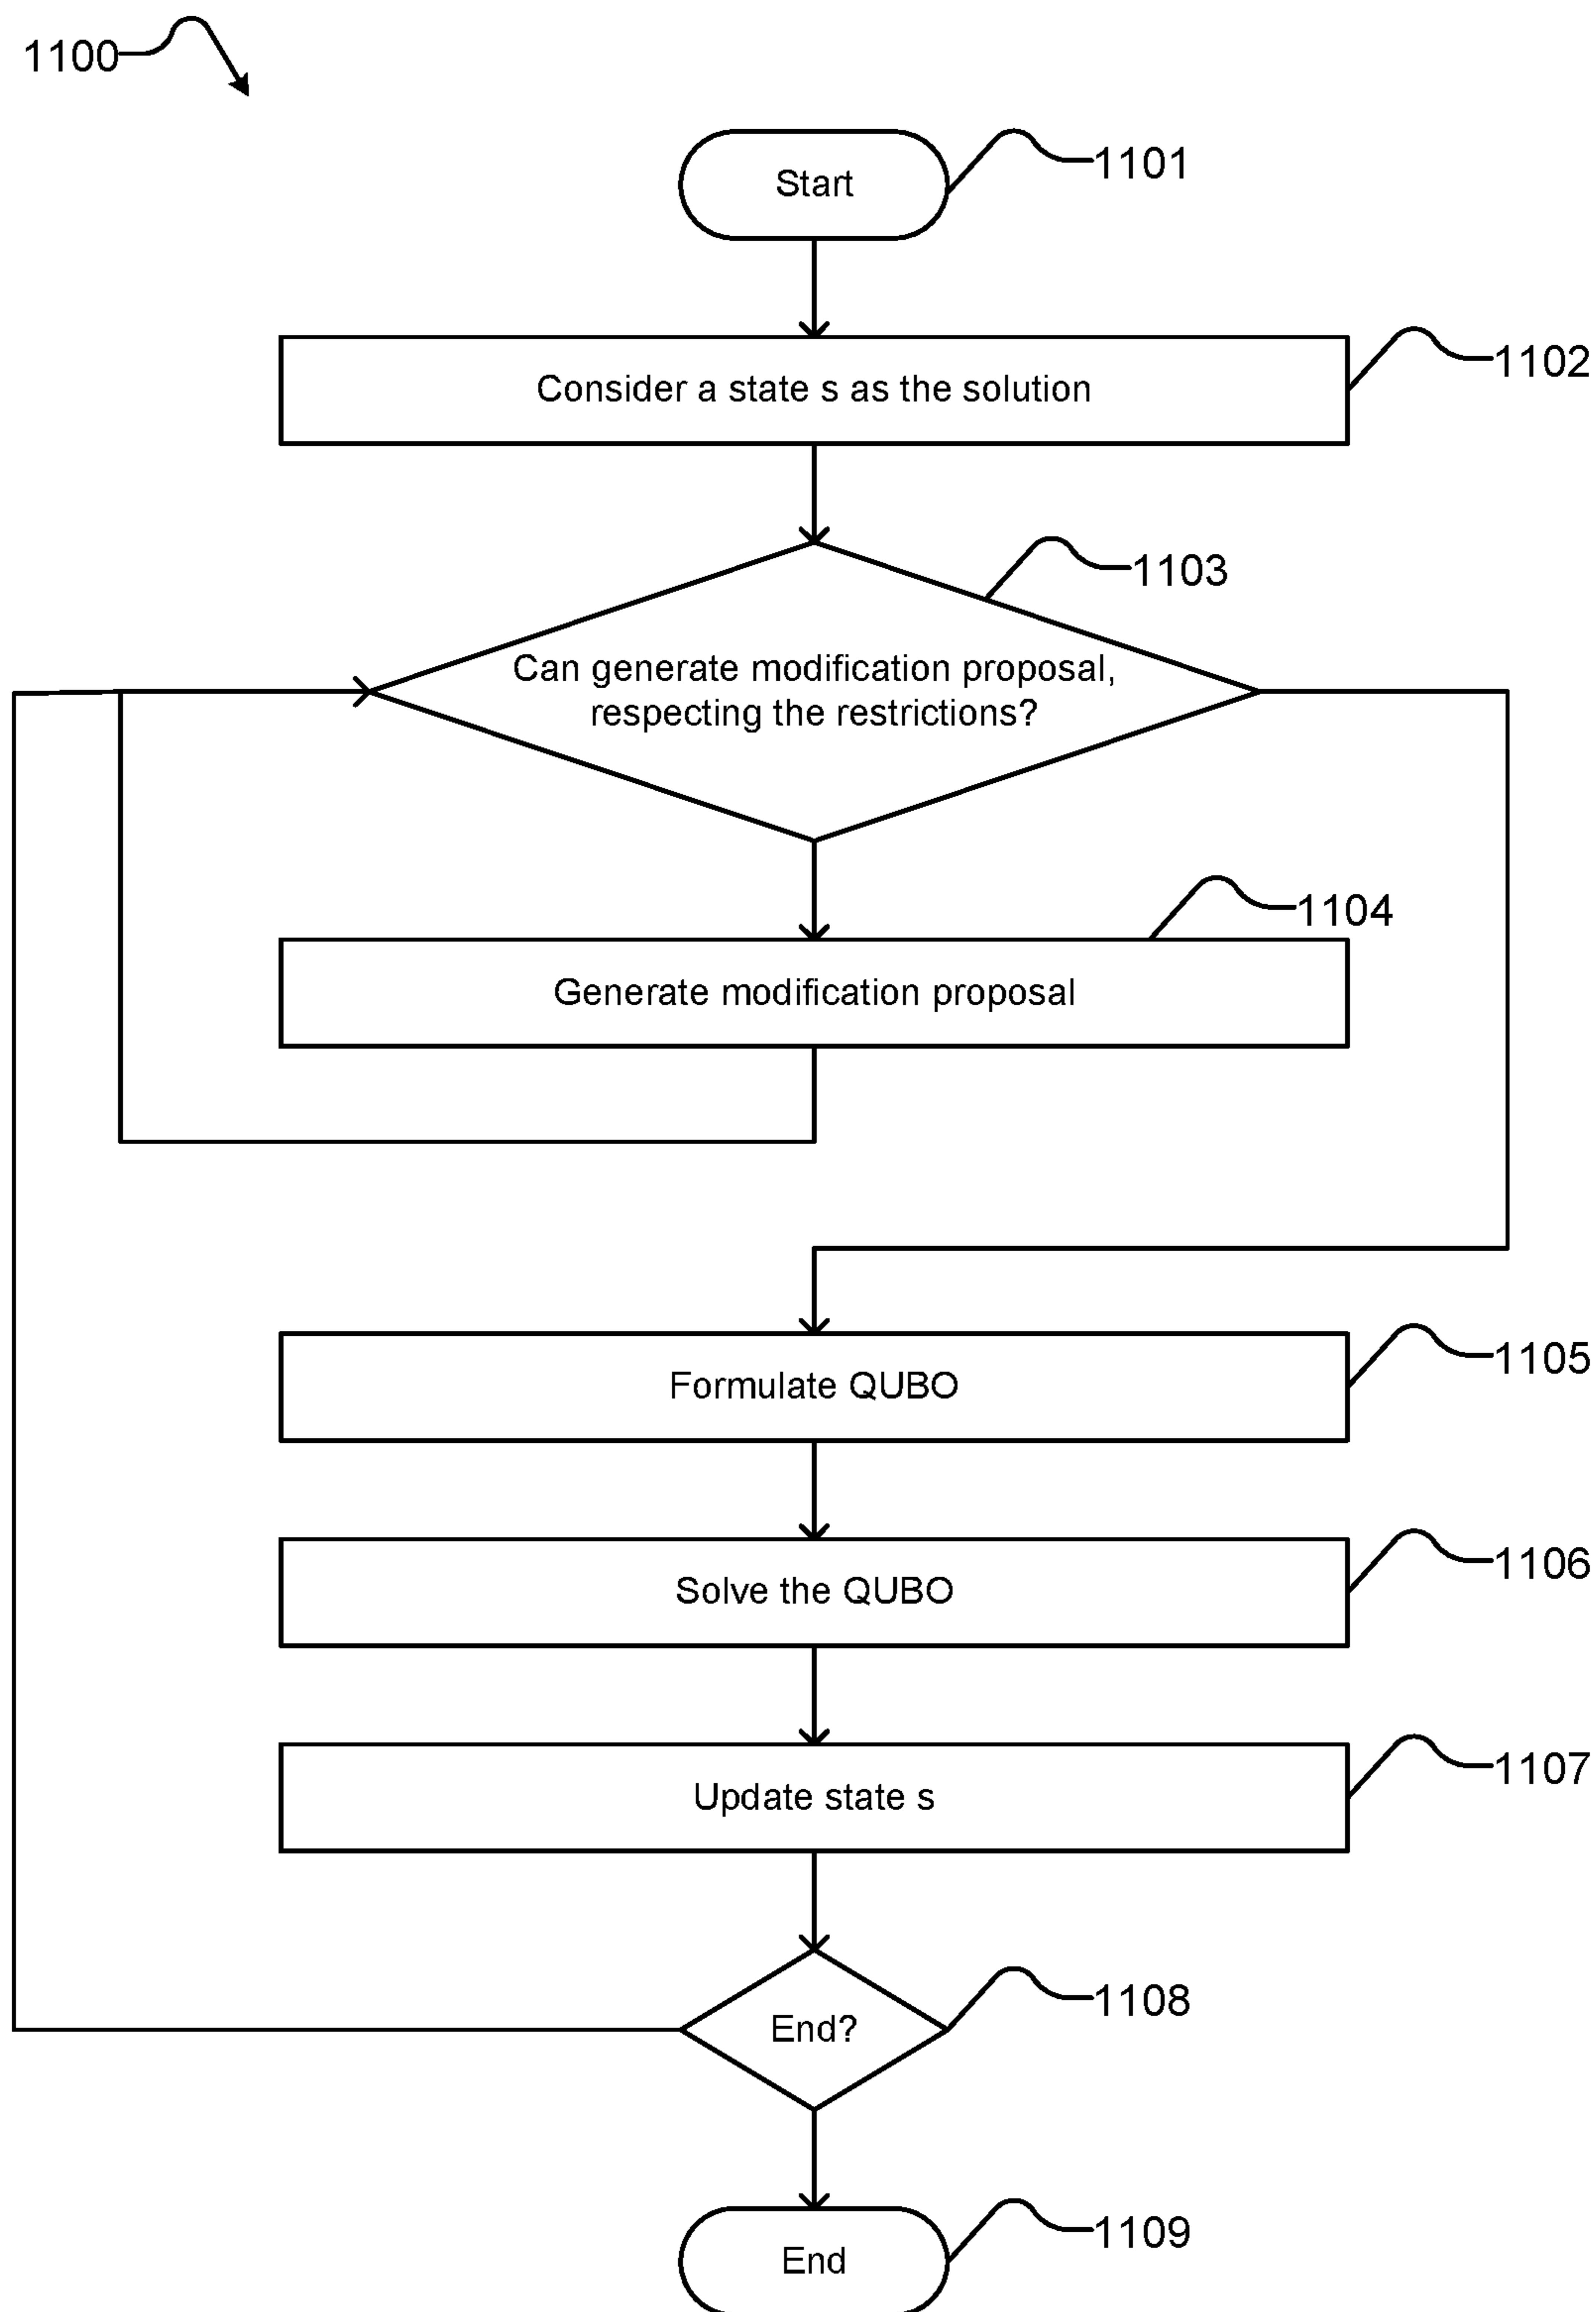 1100
Start
1101
Consider a state s as the solution
1102
1103
Can generate modification proposal,
respecting the restrictions?
1104
Generate modification proposal
Formulate QUBO
1105
Solve the QUBO
1106
Update state s
1107
End?
1108
End
1109